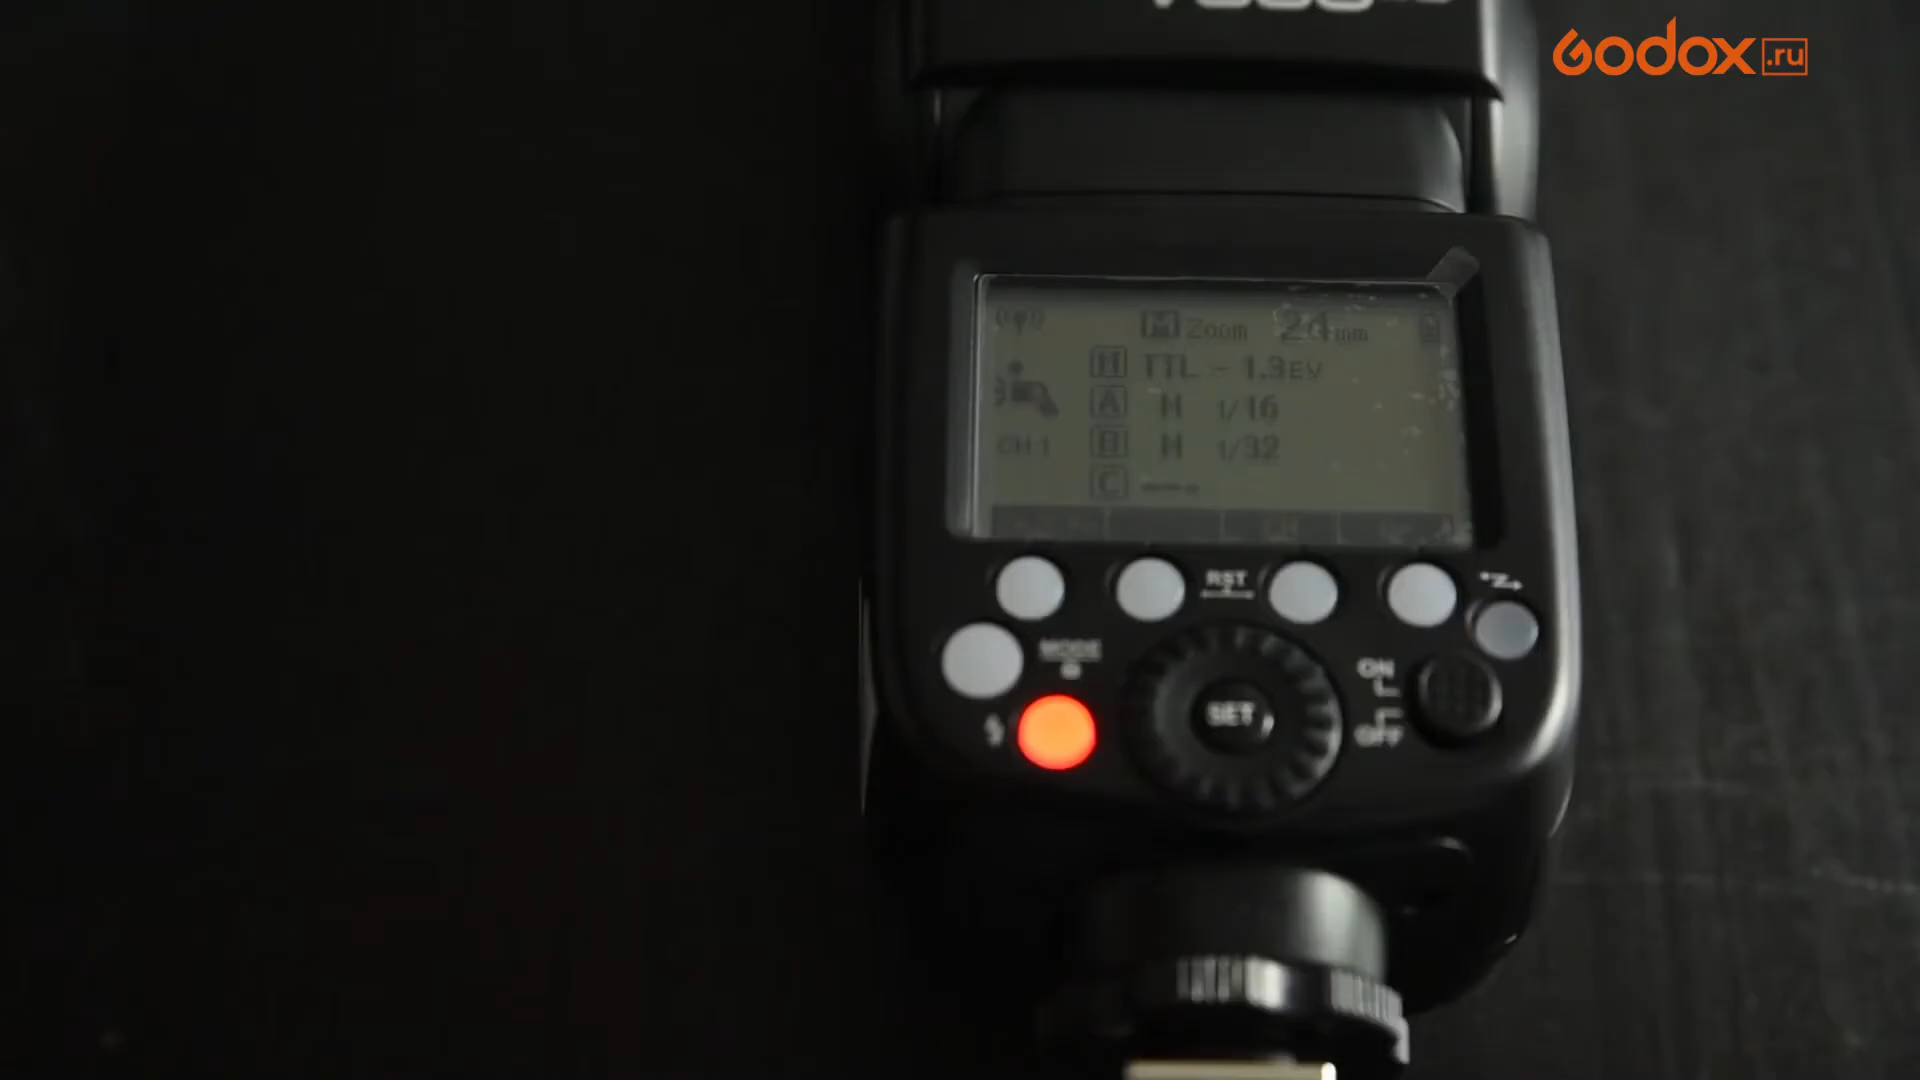 Godox.ru
M Zoom 24mm
M TTL - 1.3EV
A M 1/16
CH1
B M 1/32
C ----
RST
MODE
ON
SET
OFF